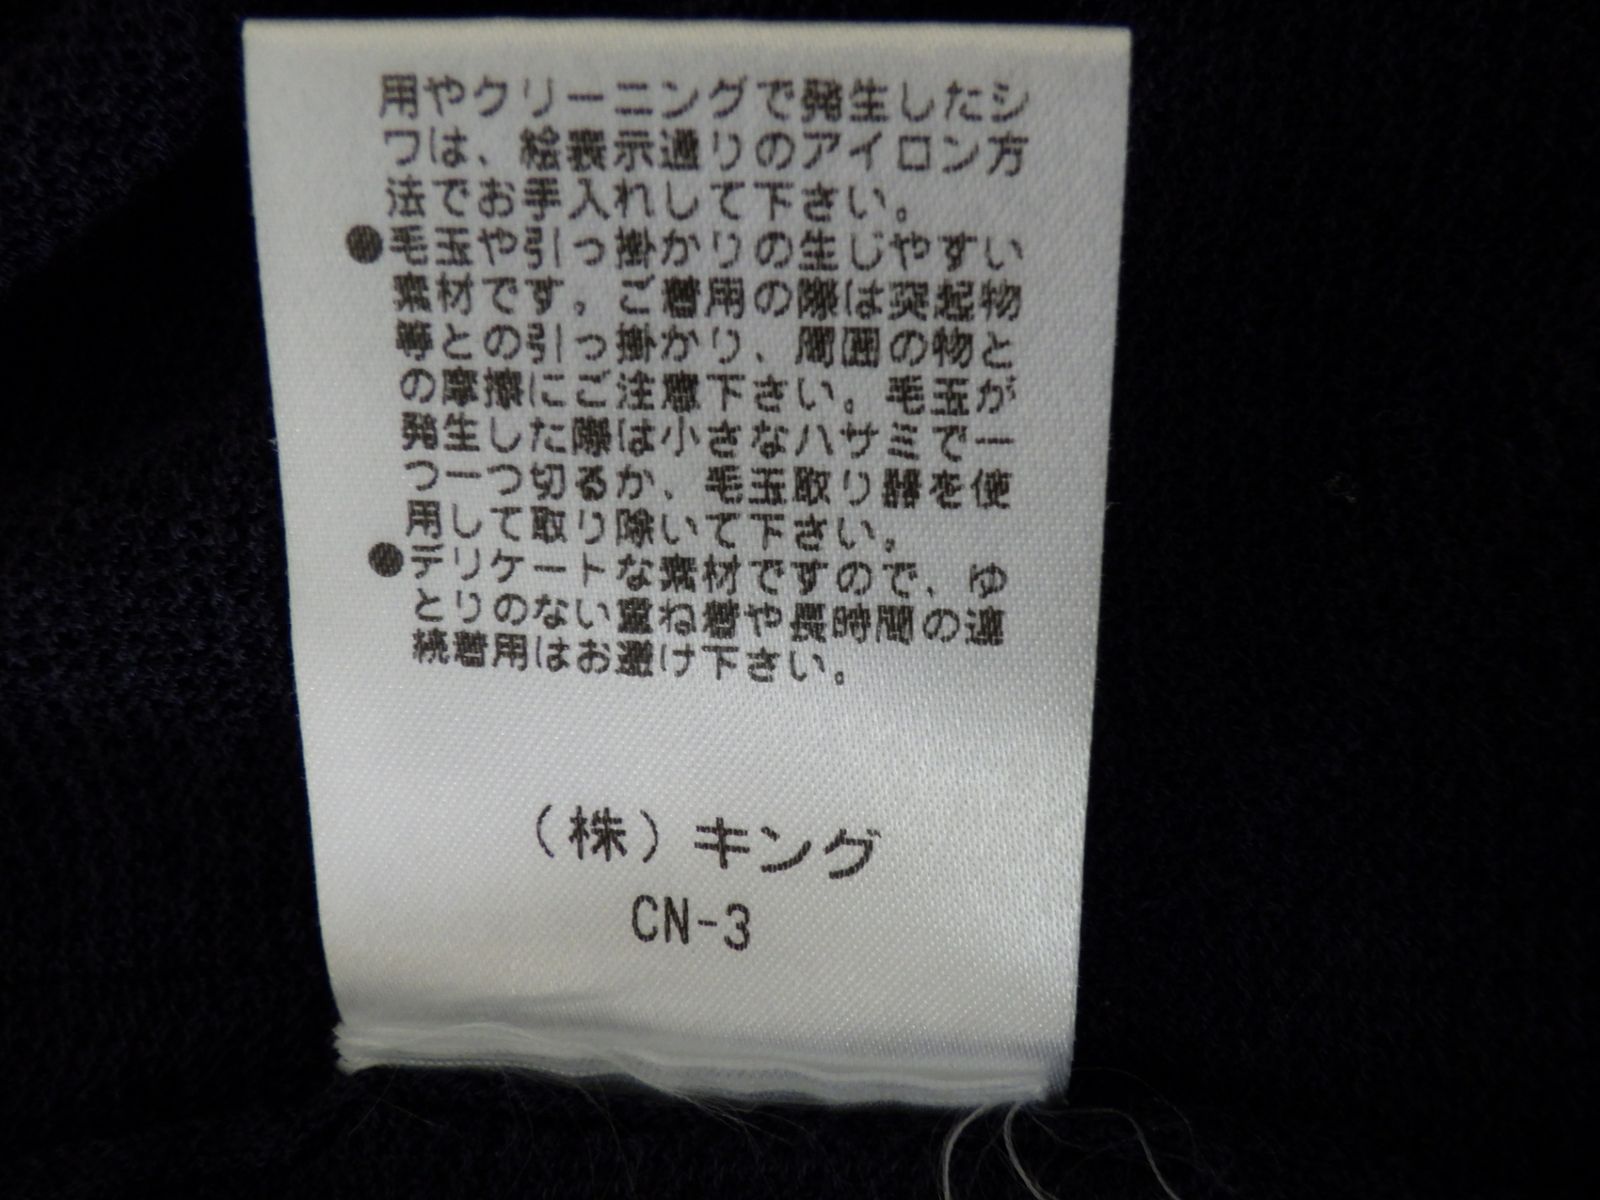 用やクリーニングで発生したシ
ワは、絵表示通りのアイロン方
法でお手入れして下さい。
●毛玉や引っ掛かりの生じやすい
素材です。ご着用の際は突起物
等との引っ掛かり、周囲の物と
の摩擦にご注意下さい。毛玉が
発生した際は小さなハサミで一
つ一つ切るか、毛玉取り器を使
用して取り除いて下さい。
●デリケートな素材ですので、ゆ
とりのない重ね着や長時間の連
続着用はお避け下さい。
（株）キング
CN-3